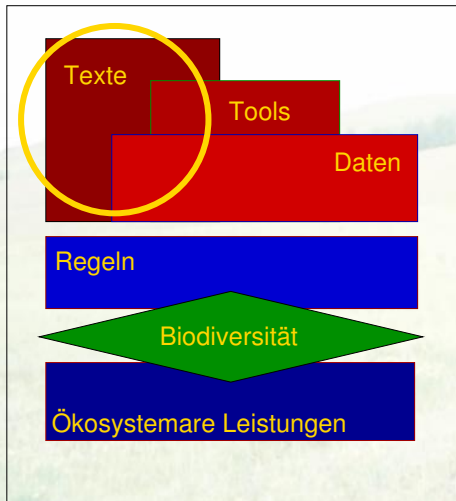 Texte
Tools
Daten
Regeln
Biodiversität
Ökosystemare Leistungen